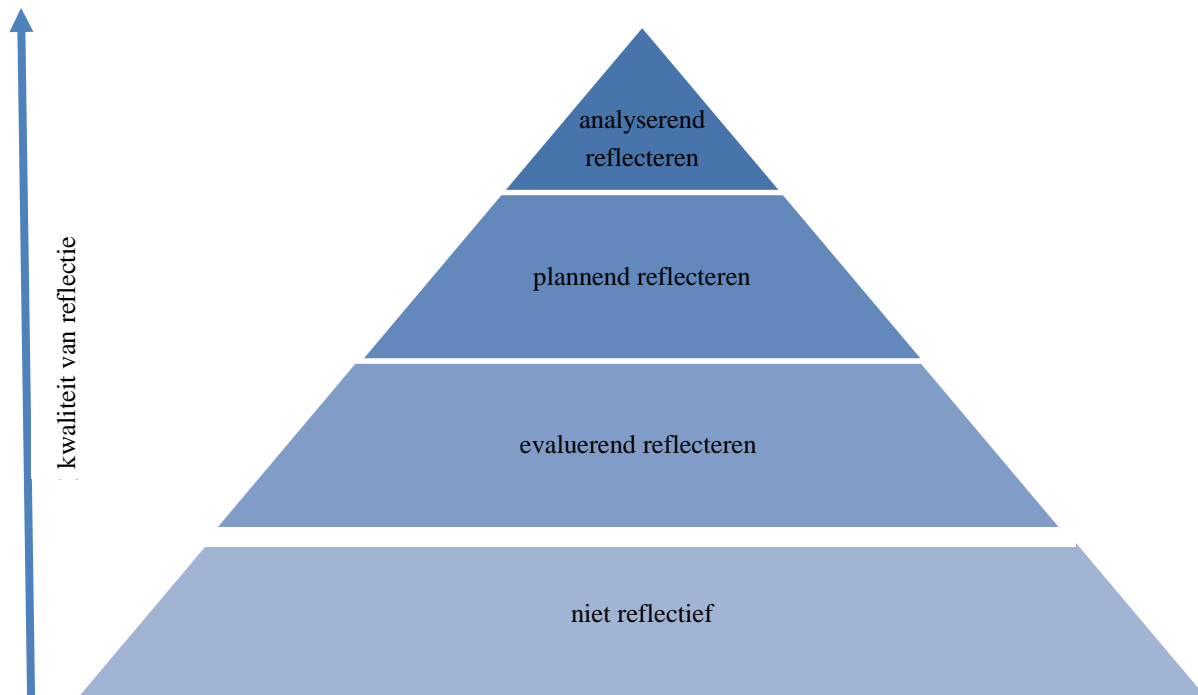 analyserend
reflecteren
plannend reflecteren
kwaliteit van reflectie
evaluerend reflecteren
niet reflectief